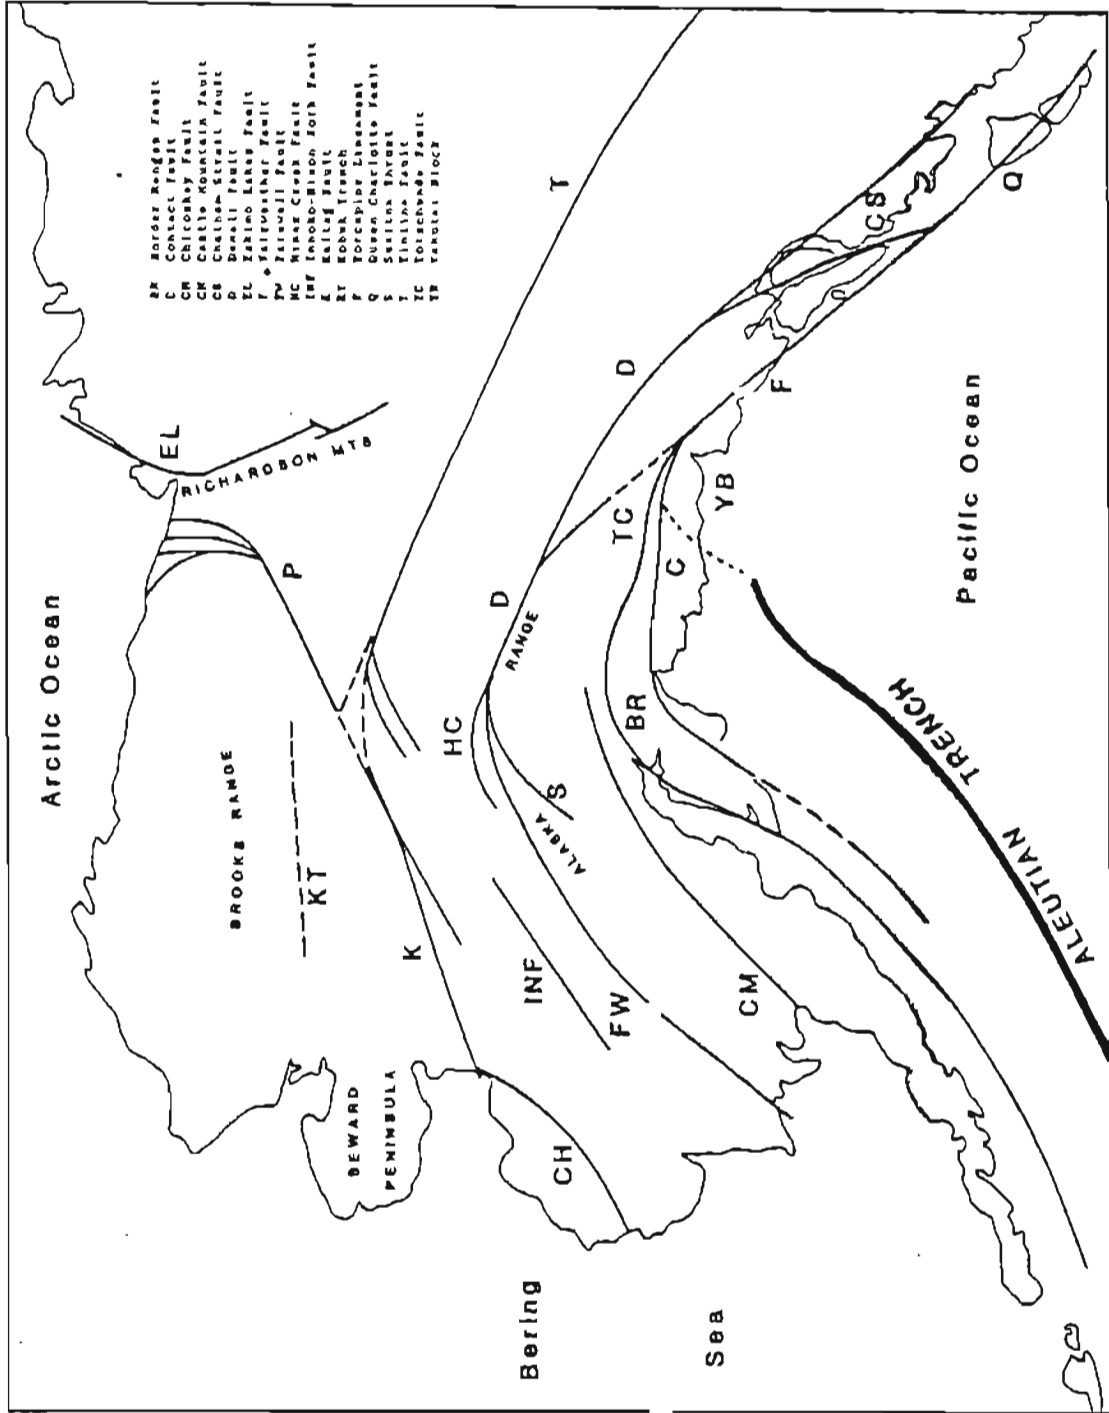 Arctic Ocean
BR Border Ranges Fault
C Contact Fault
CH Chiroskey Fault
CM Castle Mountain Fault
CS Chatham Strait Fault
D Denali Fault
EL Eskimo Lakes Fault
F Fairweather Fault
FW Farewell Fault
HC Hines Creek Fault
INF Innoko-Nixon Fork Fault
K Kaltag Fault
KT Kobuk Trench
P Porcupine Lineament
Q Queen Charlotte Fault
S Susitna Thrust
T Tintina Fault
TC Totschunda Fault
YB Yakutat Block
EL
RICHARDSON MTS
BROOKS RANGE
KT
P
T
SEWARD
PENINSULA
K
HC
D
RANGE
D
INF
S
ALASKA
CH
FW
TC
BR
C
CS
F
YB
CM
Q
Bering
Sea
Pacific Ocean
ALEUTIAN TRENCH